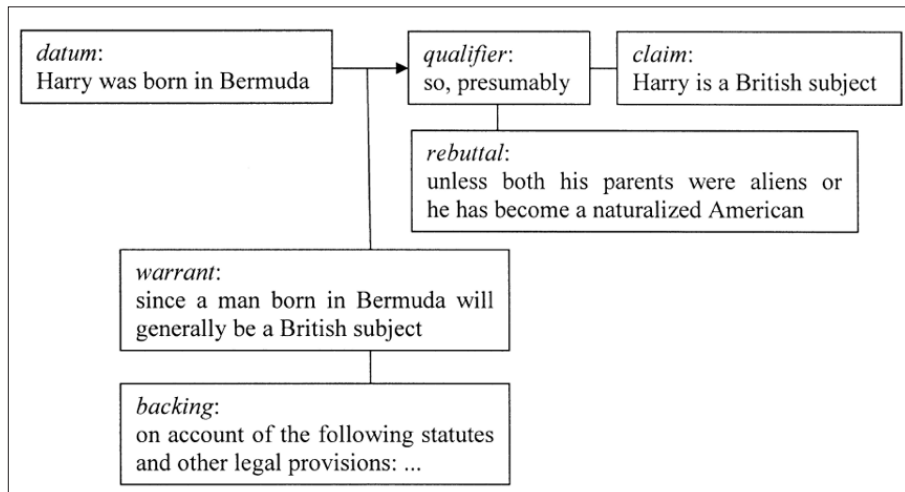 datum:
Harry was born in Bermuda
qualifier:
so, presumably
claim:
Harry is a British subject
rebuttal:
unless both his parents were aliens or
he has become a naturalized American
warrant:
since a man born in Bermuda will
generally be a British subject
backing:
on account of the following statutes
and other legal provisions: ...